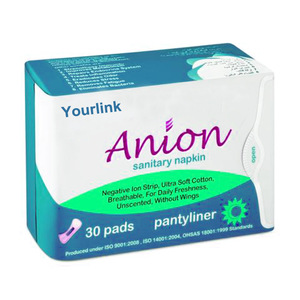 Yourlink
Anion
sanitary napkin
Negative Ion Strip, Ultra Soft Cotton,
Breathable, For Daily Freshness,
Unscented, Without Wings
open
30 pads pantyliner
Produced under ISO 9001:2008 , ISO 14001:2004, OHSAS 18001:1999 Standards